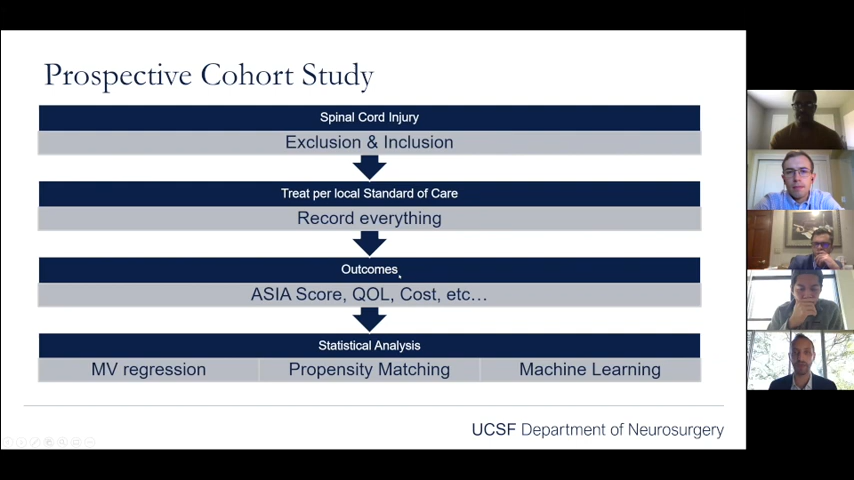 Prospective Cohort Study
Spinal Cord Injury
Exclusion & Inclusion
Treat per local Standard of Care
Record everything
Outcomes
ASIA Score, QOL, Cost, etc…
Statistical Analysis
MV regression
Propensity Matching
Machine Learning
UCSF Department of Neurosurgery